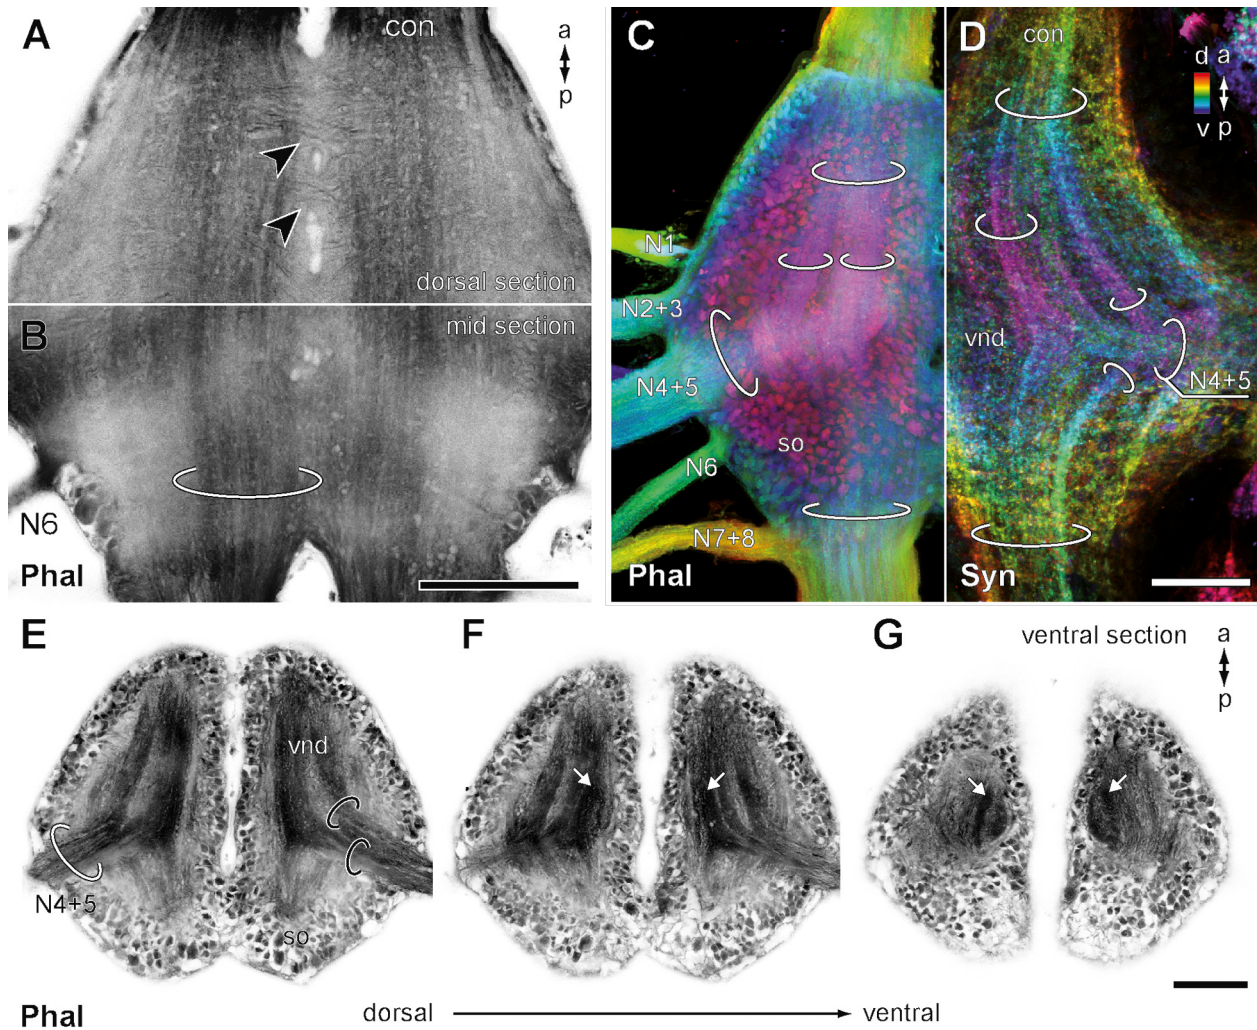 A
con
a
p
dorsal section
B
mid section
N6
Phal
C
N1
N2+3
N4+5
so
N6
N7+8
Phal
D
con
d a
v p
vnd
N4+5
Syn
E
vnd
N4+5
so
F
G
ventral section
a
p
Phal
dorsal
ventral